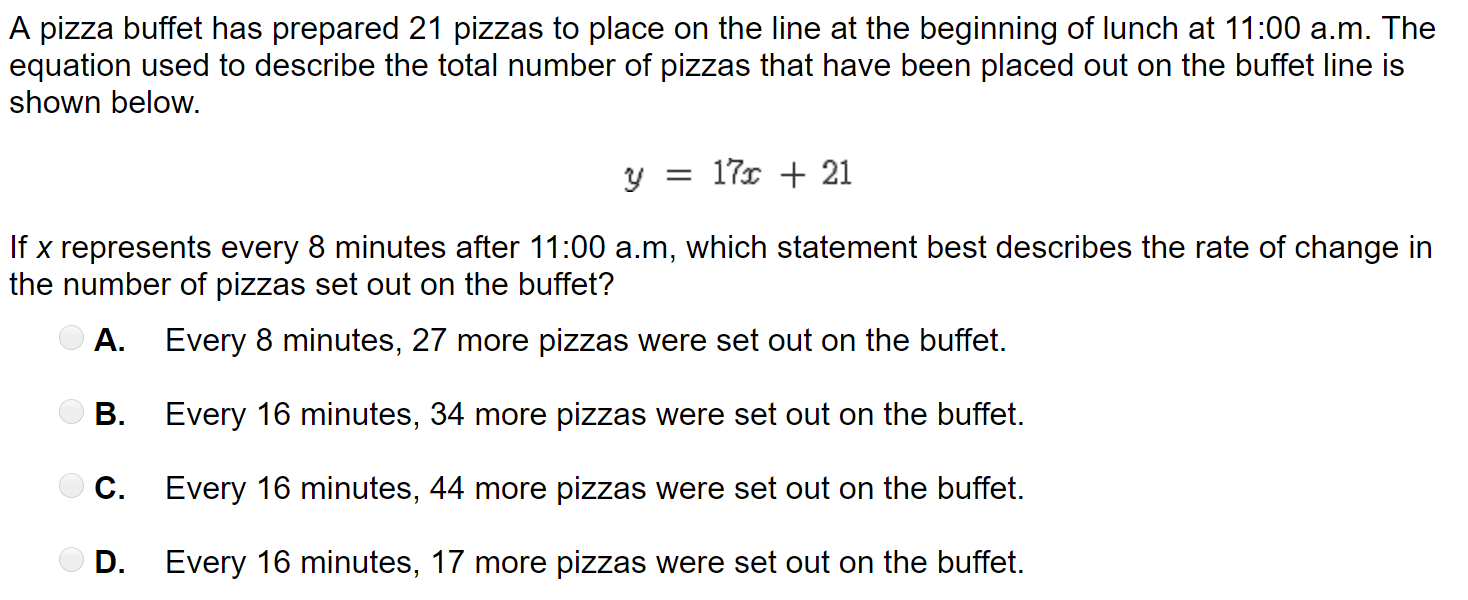 A pizza buffet has prepared 21 pizzas to place on the line at the beginning of lunch at 11:00 a.m. The
equation used to describe the total number of pizzas that have been placed out on the buffet line is
shown below.
y = 17x + 21
If x represents every 8 minutes after 11:00 a.m, which statement best describes the rate of change in
the number of pizzas set out on the buffet?
A. Every 8 minutes, 27 more pizzas were set out on the buffet.
B. Every 16 minutes, 34 more pizzas were set out on the buffet.
C. Every 16 minutes, 44 more pizzas were set out on the buffet.
D. Every 16 minutes, 17 more pizzas were set out on the buffet.